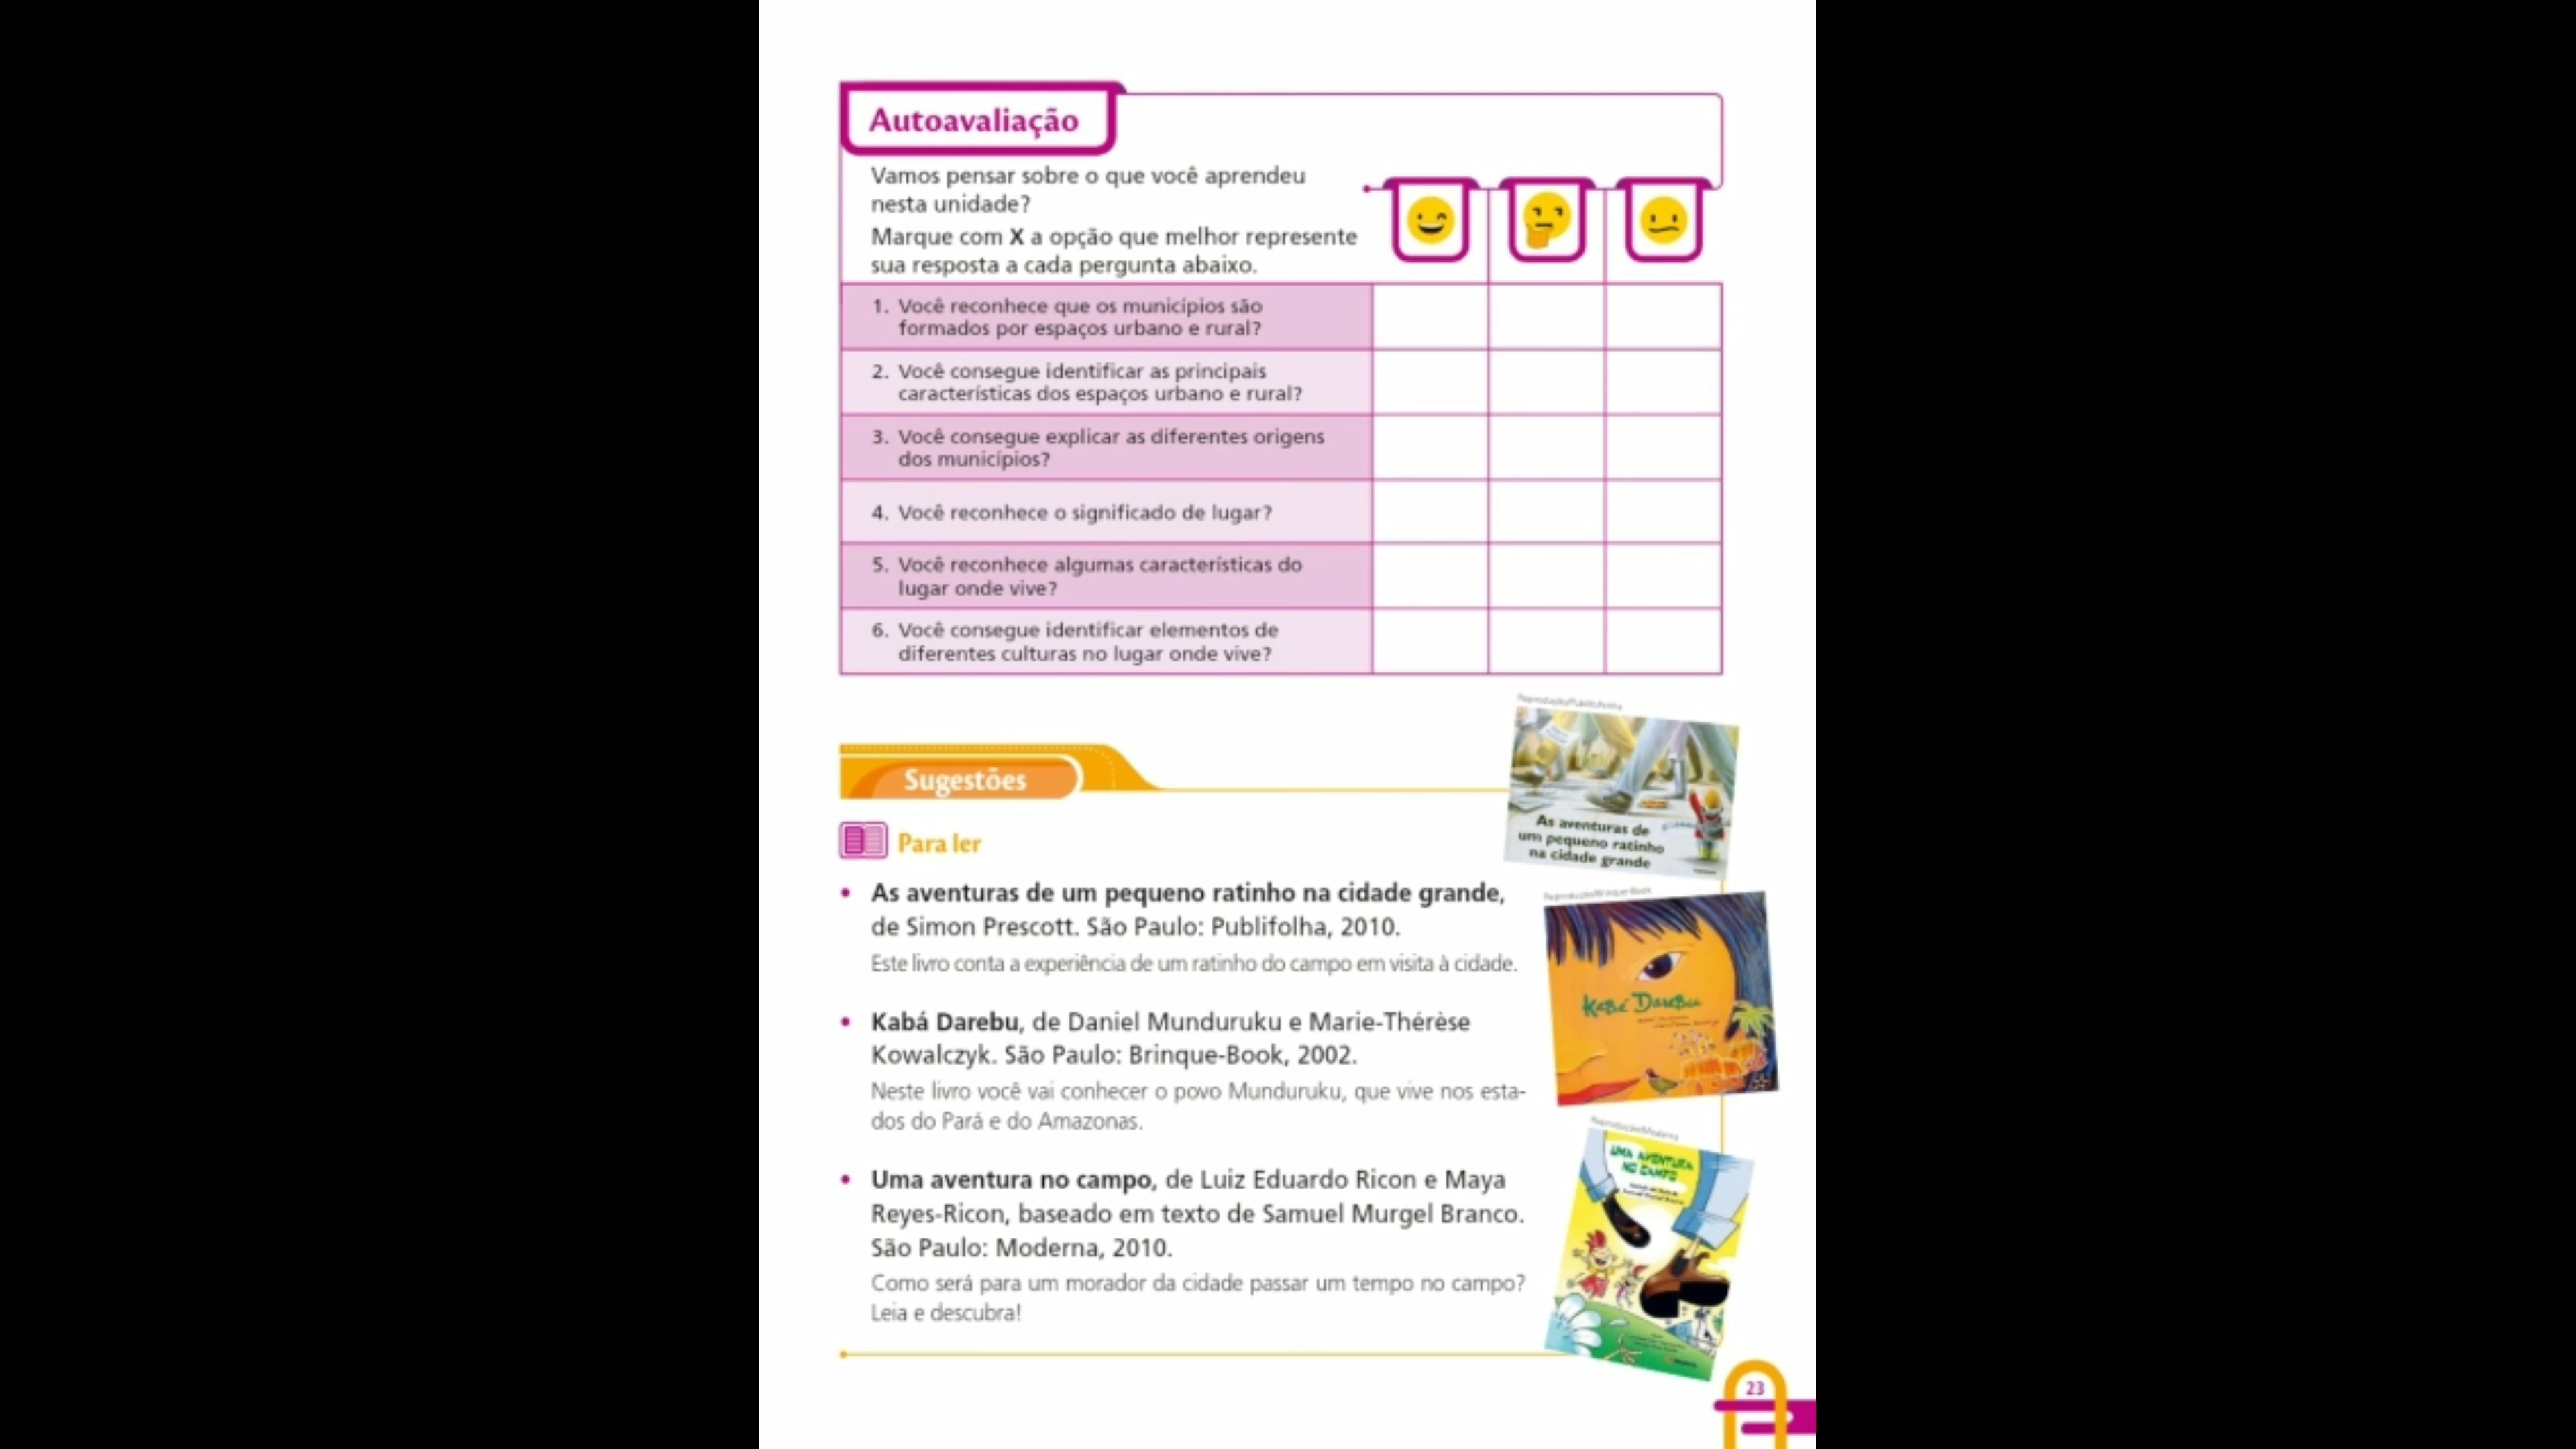 Autoavaliação
Vamos pensar sobre o que você aprendeu
nesta unidade?
Marque com X a opção que melhor represente
sua resposta a cada pergunta abaixo.
1. Você reconhece que os municípios são
formados por espaços urbano e rural?
2. Você consegue identificar as principais
características dos espaços urbano e rural?
3. Você consegue explicar as diferentes origens
dos municípios?
4. Você reconhece o significado de lugar?
5. Você reconhece algumas características do
lugar onde vive?
6. Você consegue identificar elementos de
diferentes culturas no lugar onde vive?
Sugestões
Para ler
• As aventuras de um pequeno ratinho na cidade grande,
de Simon Prescott. São Paulo: Publifolha, 2010.
Este livro conta a experiência de um ratinho do campo em visita à cidade.
• Kabá Darebu, de Daniel Munduruku e Marie-Thérèse
Kowalczyk. São Paulo: Brinque-Book, 2002.
Neste livro você vai conhecer o povo Munduruku, que vive nos esta-
dos do Pará e do Amazonas.
• Uma aventura no campo, de Luiz Eduardo Ricon e Maya
Reyes-Ricon, baseado em texto de Samuel Murgel Branco.
São Paulo: Moderna, 2010.
Como será para um morador da cidade passar um tempo no campo?
Leia e descubra!
Reprodução/Publifolhinha
As aventuras de
um pequeno ratinho
na cidade grande
Reprodução/Brinque-Book
Kabá Darebu
Reprodução/Moderna
UMA AVENTURA
NO CAMPO
23